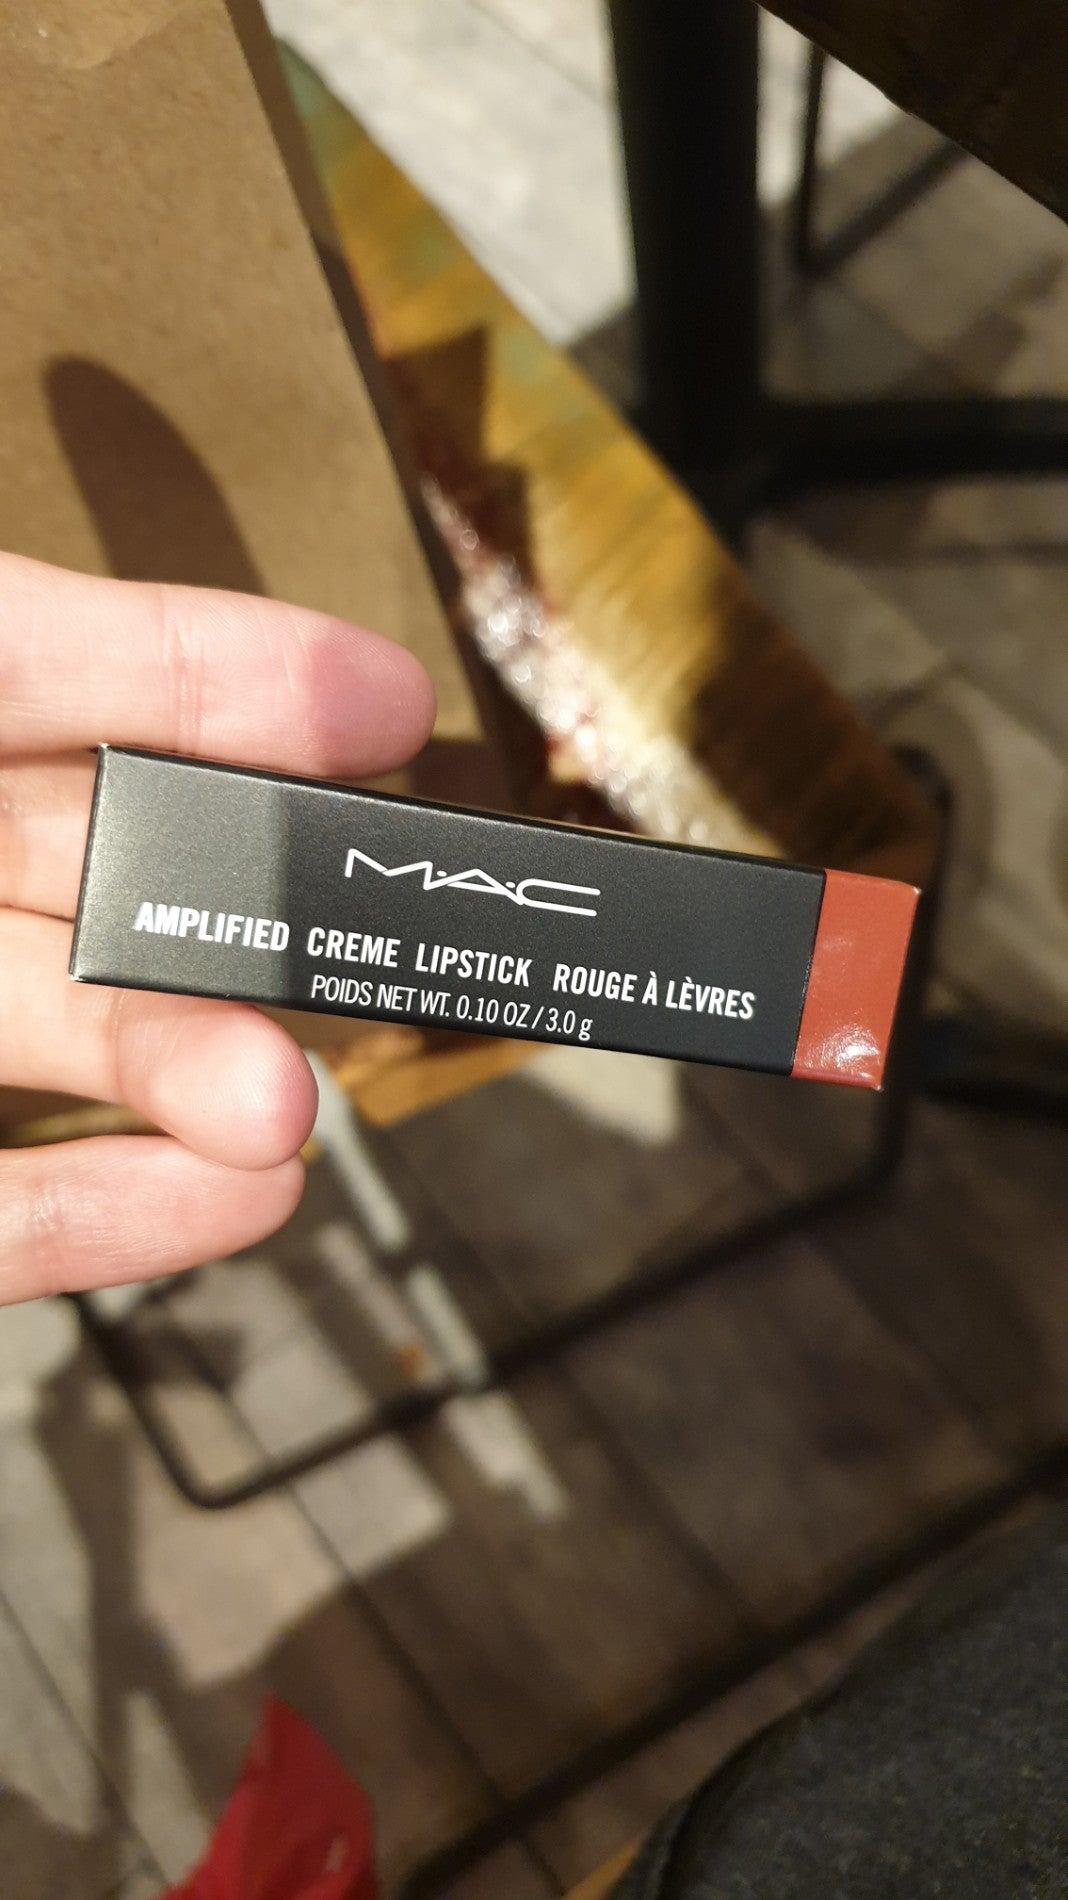 M·A·C
AMPLIFIED CREME LIPSTICK ROUGE À LÈVRES
POIDS NET WT. 0.10 OZ / 3.0 g